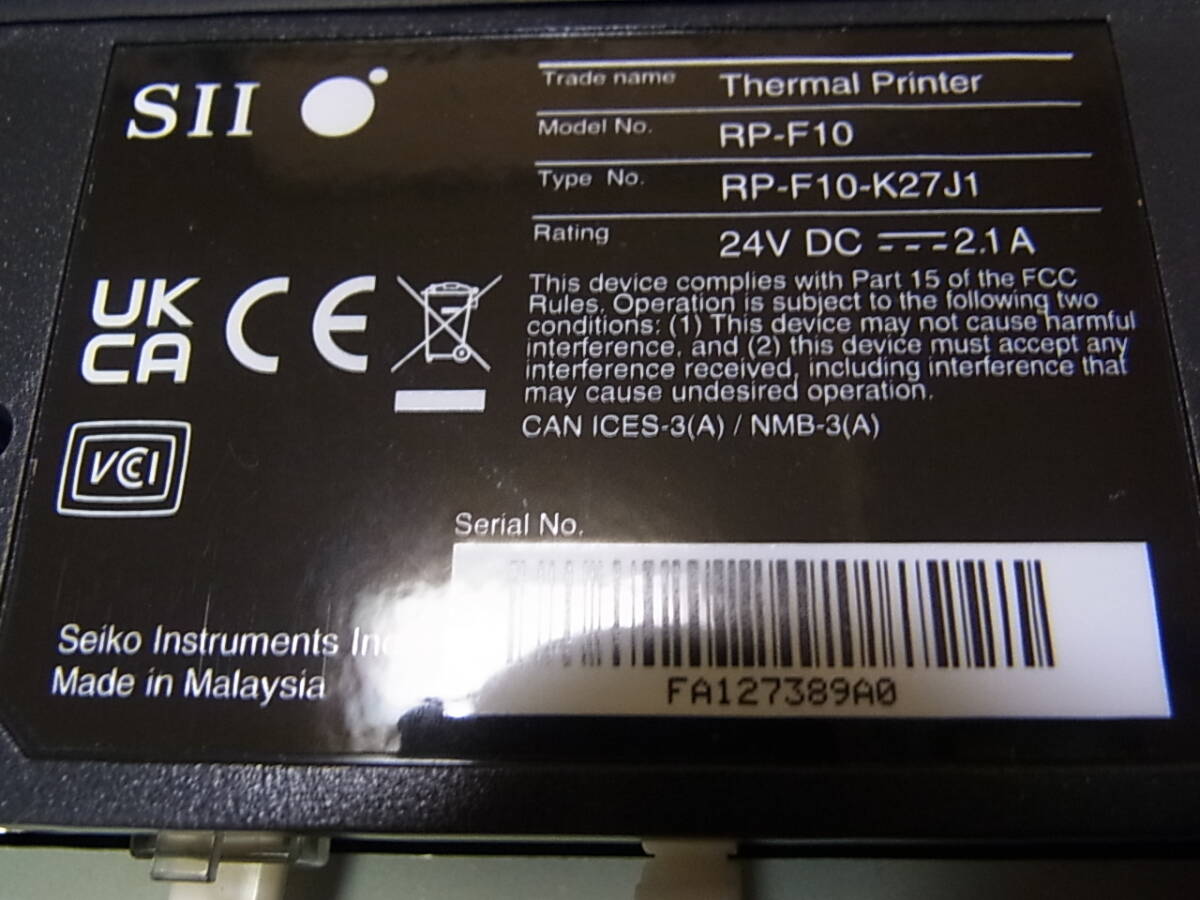 SII
Trade name Thermal Printer
Model No. RP-F10
Type No. RP-F10-K27J1
Rating 24V DC 2.1 A
UK
CA
CE
This device complies with Part 15 of the FCC
Rules. Operation is subject to the following two
conditions: (1) This device may not cause harmful
interference, and (2) this device must accept any
interference received, including interference that
may cause undesired operation.
CAN ICES-3(A) / NMB-3(A)
VCCI
Serial No.
FA127389A0
Seiko Instruments Inc
Made in Malaysia